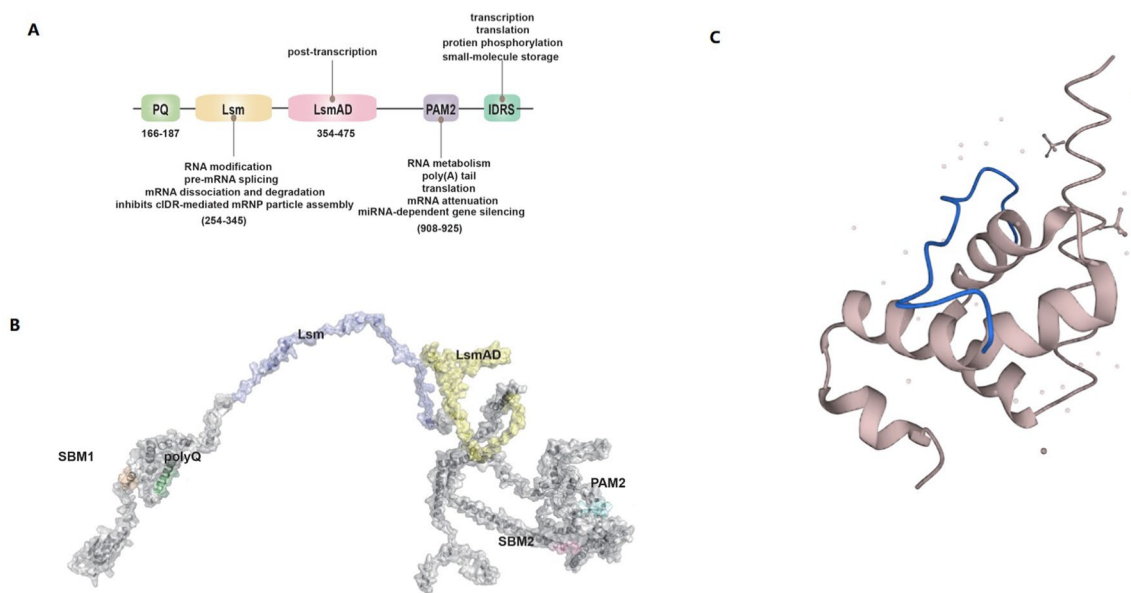 A
transcription
translation
protien phosphorylation
small-molecule storage
post-transcription
PQ
Lsm
LsmAD
PAM2
IDRS
166-187
354-475
RNA modification
pre-mRNA splicing
mRNA dissociation and degradation
inhibits cIDR-mediated mRNP particle assembly
(254-345)
RNA metabolism
poly(A) tail
translation
mRNA attenuation
miRNA-dependent gene silencing
(908-925)
B
Lsm
LsmAD
SBM1
polyQ
PAM2
SBM2
C